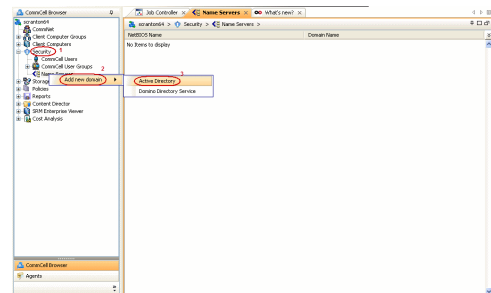 CommCell Browser
Job Controller
Name Servers
What's new?
scranton64
CommNet
Client Computer Groups
Client Computers
Security
1
CommCell Users
CommCell User Groups
2
Name Servers
Storage
Policies
Reports
Content Director
SRM Enterprise Viewer
Cost Analysis
scranton64 > Security > Name Servers >
NetBIOS Name
Domain Name
No items to display
Add new domain
3
Active Directory
Domino Directory Service
CommCell Browser
Agents